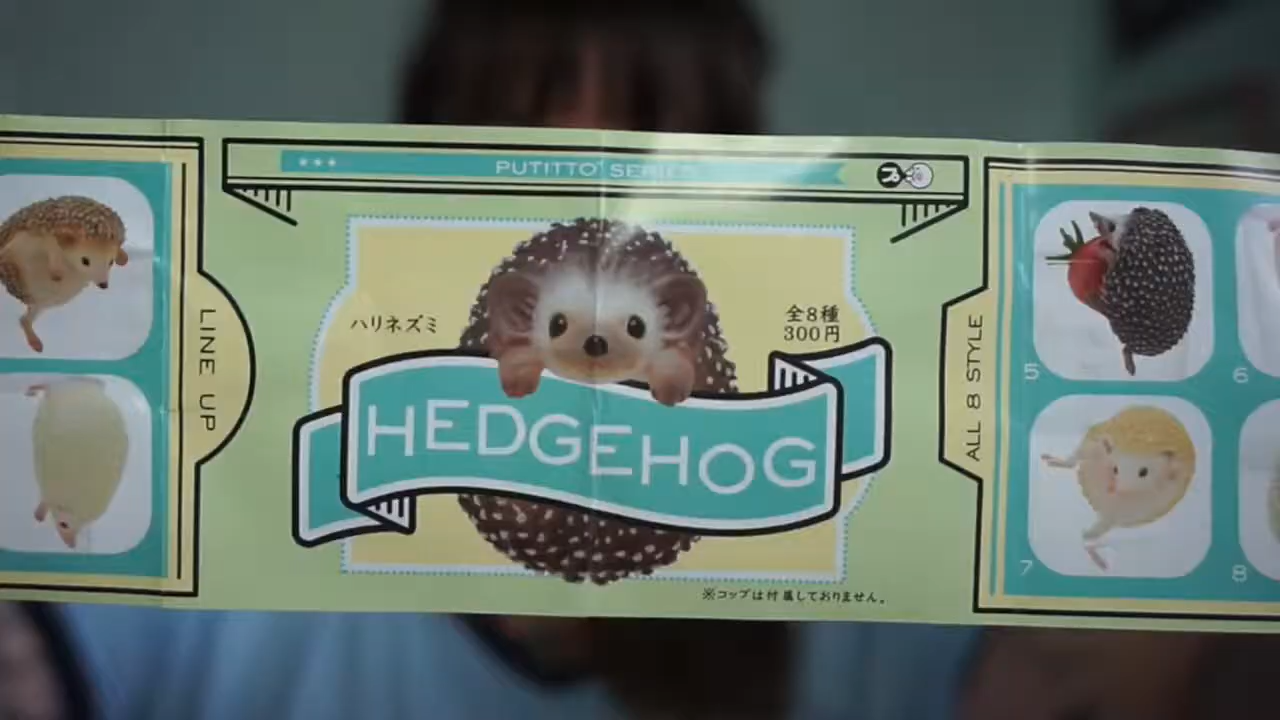 PUTITTO SERIES
プ
ハリネズミ
全8種
300円
HEDGEHOG
※コップは付属しておりません。
LINE UP
ALL 8 STYLE
5
6
7
8